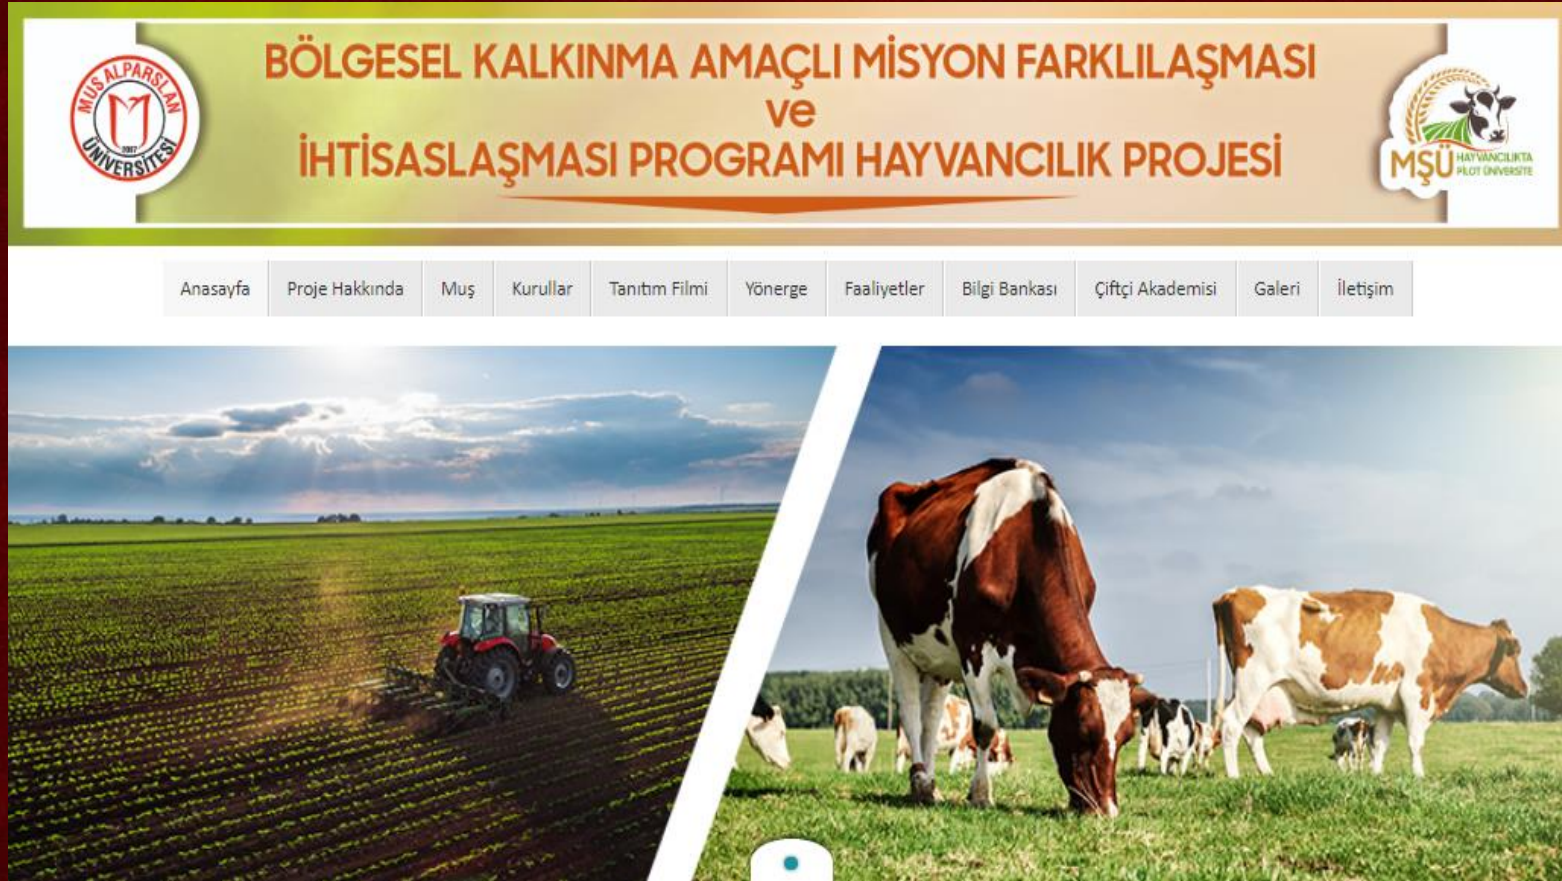 MUŞ ALPARSLAN
ÜNİVERSİTESİ
2007
BÖLGESEL KALKINMA AMAÇLI MİSYON FARKLILAŞMASI
ve
İHTİSASLAŞMASI PROGRAMI HAYVANCILIK PROJESİ
MŞÜ HAYVANCILIKTA
PİLOT ÜNİVERSİTE
Anasayfa Proje Hakkında Muş Kurullar Tanıtım Filmi Yönerge Faaliyetler Bilgi Bankası Çiftçi Akademisi Galeri İletişim